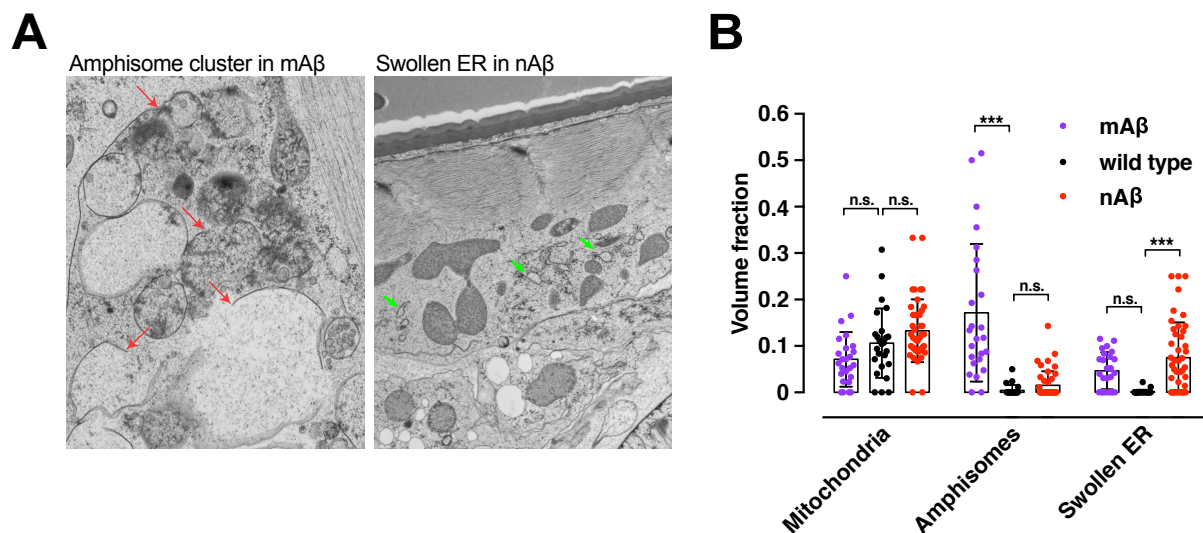 A
Amphisome cluster in mAβ
Swollen ER in nAβ
B
Volume fraction
0.6
0.5
0.4
0.3
0.2
0.1
0
n.s.
n.s.
***
n.s.
n.s.
***
mAβ
wild type
nAβ
Mitochondria
Amphisomes
Swollen ER